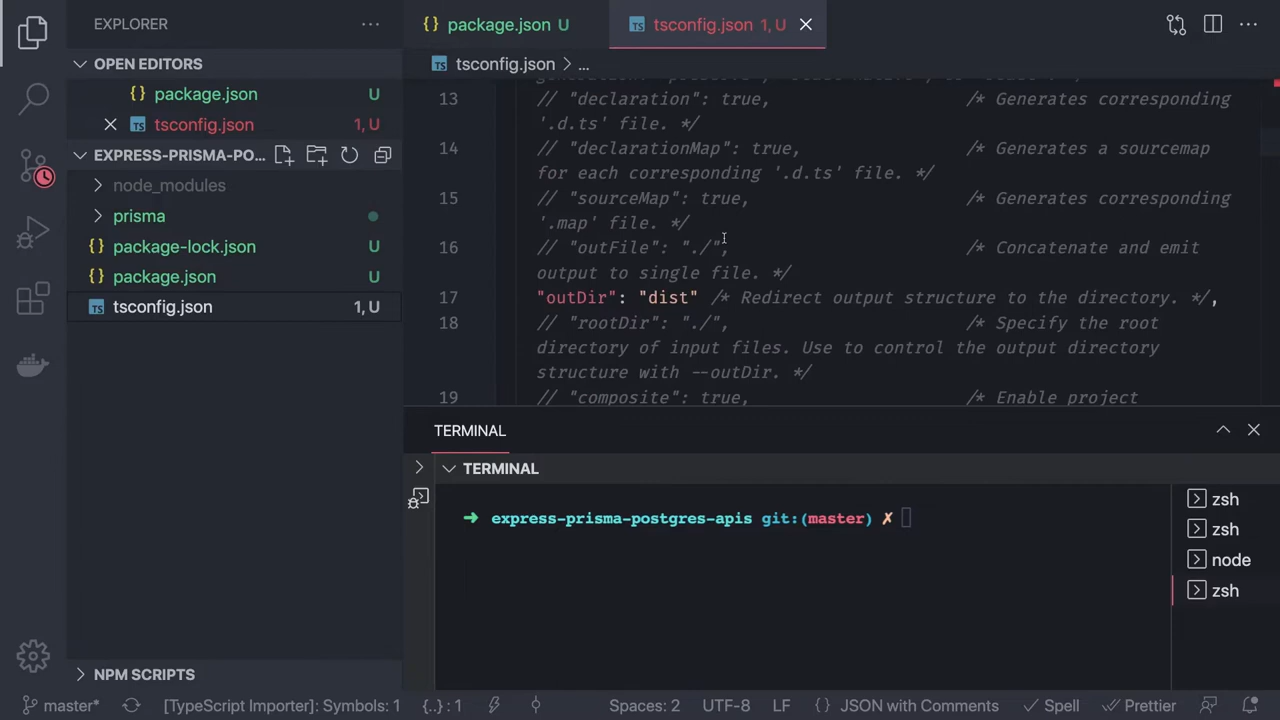 EXPLORER
OPEN EDITORS
package.json U
tsconfig.json 1, U
EXPRESS-PRISMA-PO...
node_modules
prisma
package-lock.json U
package.json U
tsconfig.json 1, U
NPM SCRIPTS
package.json U
tsconfig.json 1, U
tsconfig.json > ...
13 // "declaration": true, /* Generates corresponding
'.d.ts' file. */
14 // "declarationMap": true, /* Generates a sourcemap
for each corresponding '.d.ts' file. */
15 // "sourceMap": true, /* Generates corresponding
'.map' file. */
16 // "outFile": "./", /* Concatenate and emit
output to single file. */
17 "outDir": "dist" /* Redirect output structure to the directory. */,
18 // "rootDir": "./", /* Specify the root
directory of input files. Use to control the output directory
structure with --outDir. */
19 // "composite": true, /* Enable project
TERMINAL
TERMINAL
➜ express-prisma-postgres-apis git:(master) ✗
zsh
zsh
node
zsh
master* [TypeScript Importer]: Symbols: 1 {..} : 1 Spaces: 2 UTF-8 LF {} JSON with Comments Spell Prettier